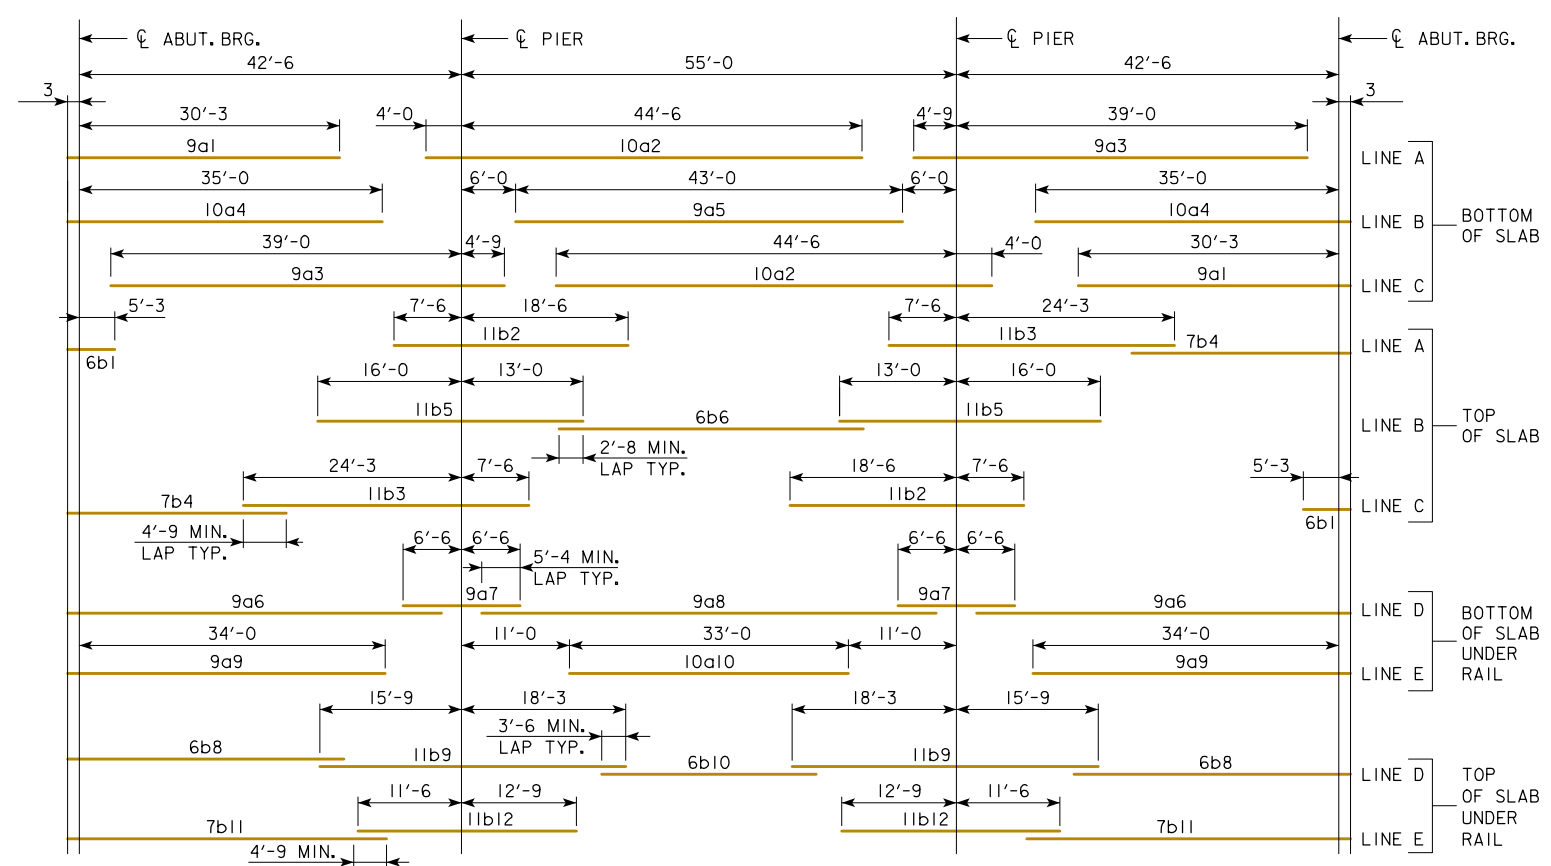 ℄ ABUT. BRG. ℄ PIER ℄ PIER ℄ ABUT. BRG.
42'-6 55'-0 42'-6
3 3
30'-3 4'-0 44'-6 4'-9 39'-0
9a1 10a2 9a3 LINE A
35'-0 6'-0 43'-0 6'-0 35'-0
10a4 9a5 10a4 LINE B
BOTTOM
OF SLAB
39'-0 4'-9 44'-6 4'-0 30'-3
9a3 10a2 9a1 LINE C
5'-3 7'-6 18'-6 7'-6 24'-3
6b1 11b2 11b3 7b4 LINE A
16'-0 13'-0 13'-0 16'-0
11b5 6b6 11b5 LINE B
TOP
OF SLAB
2'-8 MIN.
LAP TYP.
24'-3 7'-6 18'-6 7'-6 5'-3
7b4 11b3 11b2 6b1 LINE C
4'-9 MIN.
LAP TYP.
6'-6 6'-6 6'-6 6'-6
5'-4 MIN.
LAP TYP.
9a6 9a7 9a8 9a7 9a6 LINE D
BOTTOM
OF SLAB
UNDER
RAIL
34'-0 11'-0 33'-0 11'-0 34'-0
9a9 10a10 9a9 LINE E
15'-9 18'-3 18'-3 15'-9
3'-6 MIN.
LAP TYP.
6b8 11b9 6b10 11b9 6b8 LINE D
TOP
OF SLAB
UNDER
RAIL
11'-6 12'-9 12'-9 11'-6
7b11 11b12 11b12 7b11 LINE E
4'-9 MIN.